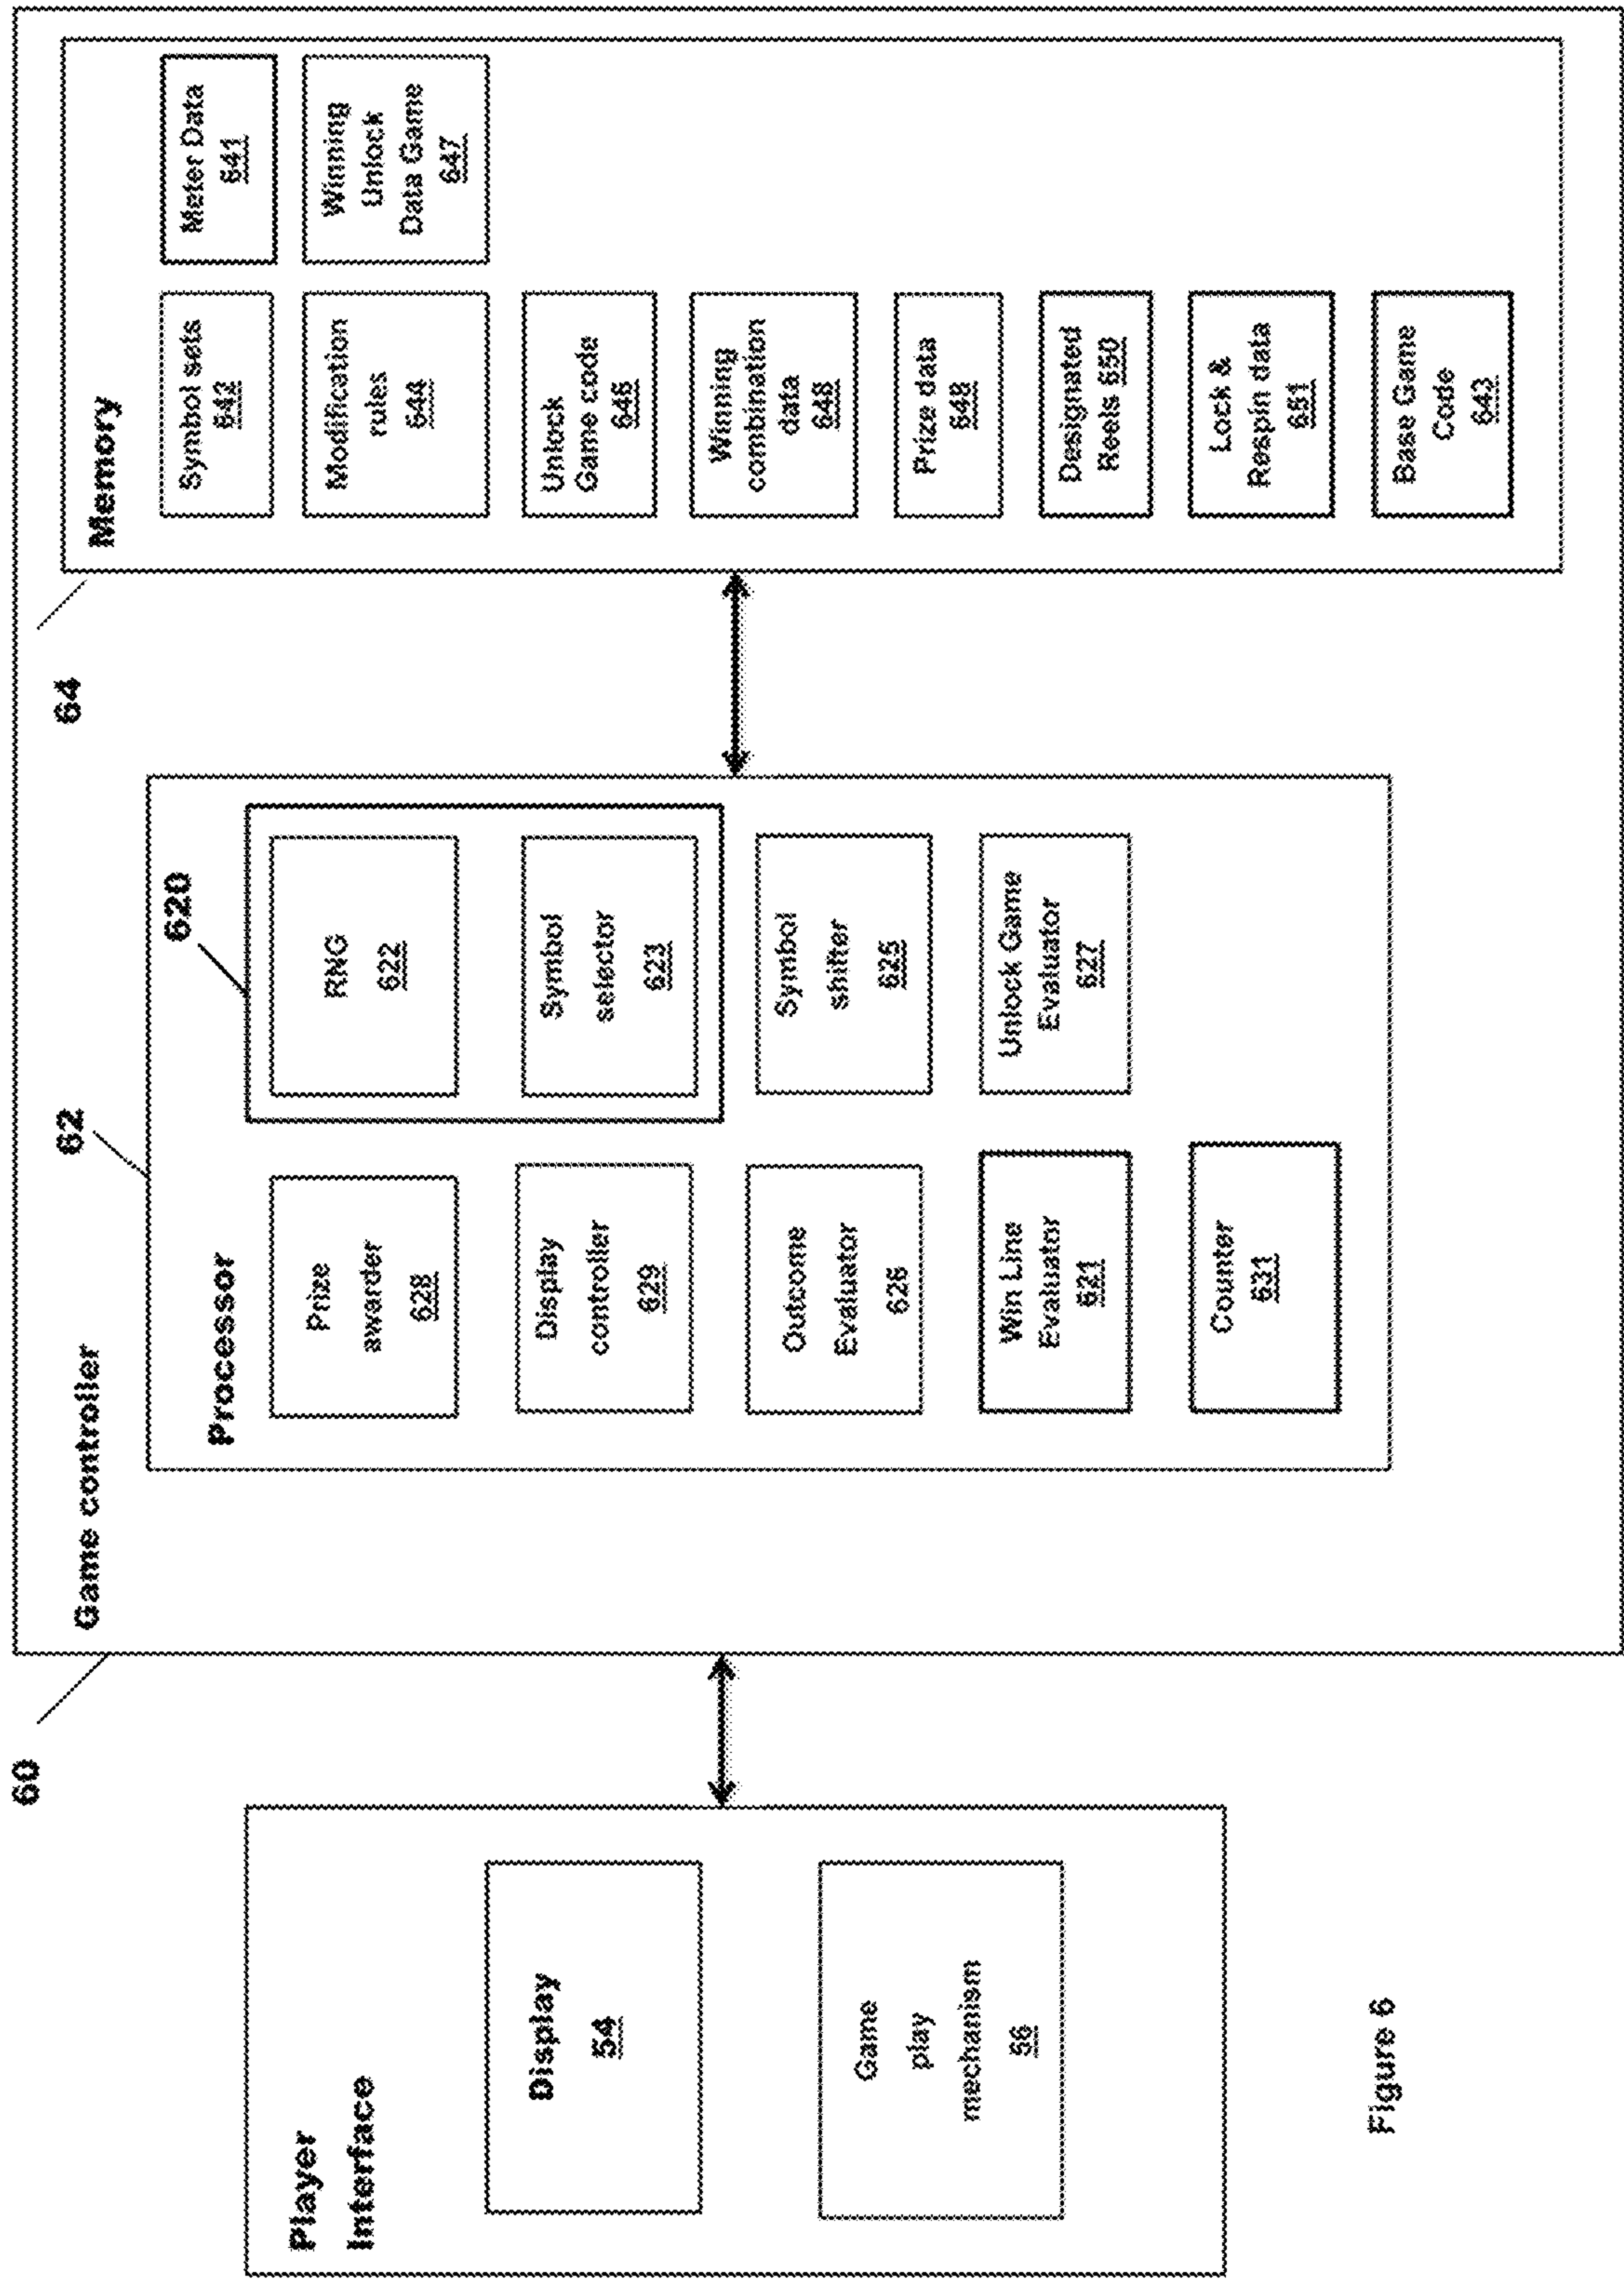 60
Game controller
62
64
Player
Interface
Display
54
Game
play
mechanism
56
Processor
620
Prize
awarder
628
RNG
622
Display
controller
629
Symbol
selector
623
Outcome
Evaluator
626
Symbol
shifter
625
Win Line
Evaluator
621
Unlock Game
Evaluator
627
Counter
631
Memory
Symbol sets
642
Meter Data
641
Modification
rules
644
Winning
Unlock
Data Game
647
Unlock
Game code
Winning
combination
data
646
Prize data
648
Designated
Reels 650
Lock &
Respin data
651
Base Game
Code
643
Figure 6